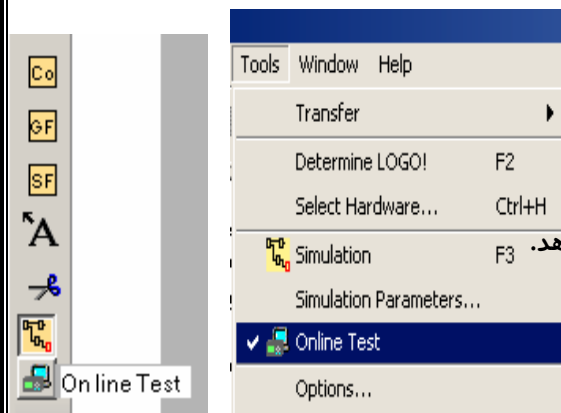 Co
GF
SF
A
On line Test
Tools Window Help
Transfer
Determine LOGO! F2
Select Hardware... Ctrl+H
Simulation F3
هد.
Simulation Parameters...
Online Test
Options...